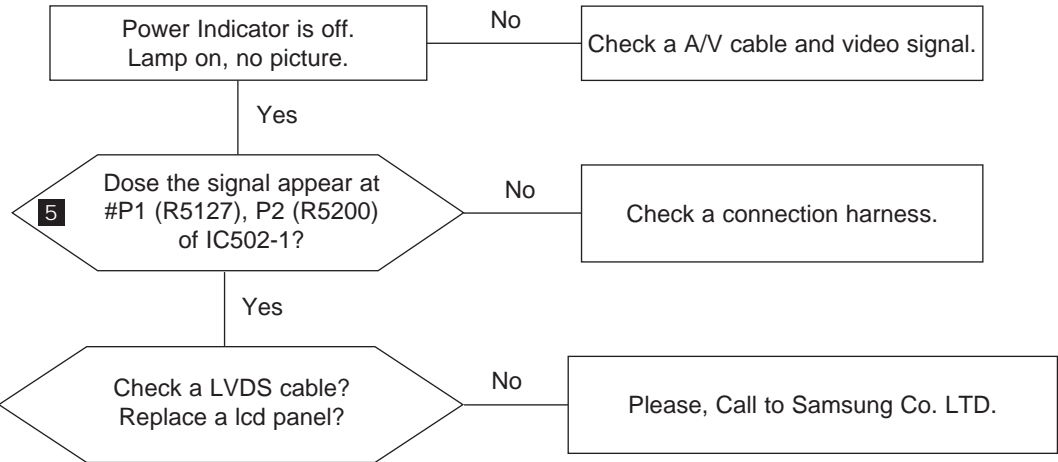 Power Indicator is off.
Lamp on, no picture.
No
Check a A/V cable and video signal.
Yes
5
Dose the signal appear at
#P1 (R5127), P2 (R5200)
of IC502-1?
No
Check a connection harness.
Yes
Check a LVDS cable?
Replace a lcd panel?
No
Please, Call to Samsung Co. LTD.